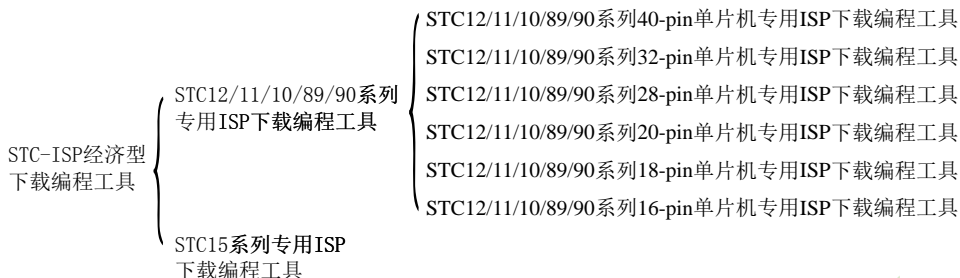 STC-ISP经济型
下载编程工具
STC12/11/10/89/90系列
专用ISP下载编程工具
STC12/11/10/89/90系列40-pin单片机专用ISP下载编程工具
STC12/11/10/89/90系列32-pin单片机专用ISP下载编程工具
STC12/11/10/89/90系列28-pin单片机专用ISP下载编程工具
STC12/11/10/89/90系列20-pin单片机专用ISP下载编程工具
STC12/11/10/89/90系列18-pin单片机专用ISP下载编程工具
STC12/11/10/89/90系列16-pin单片机专用ISP下载编程工具
STC15系列专用ISP
下载编程工具